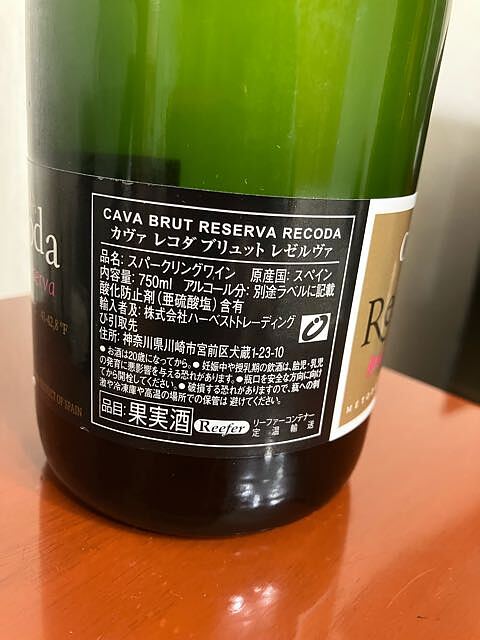 CAVA BRUT RESERVA RECODA
カヴァ レコダ ブリュット レゼルヴァ
品名: スパークリングワイン 原産国: スペイン
内容量: 750ml アルコール分: 別途ラベルに記載
酸化防止剤(亜硫酸塩)含有
輸入者及: 株式会社ハーベストトレーディング
び引取先
住所: 神奈川県川崎市宮前区犬蔵1-23-10
●お酒は20歳になってから。●妊娠中や授乳期の飲酒は、胎児・乳児
の発育に悪影響を与える恐れがあります。●瓶口を安全な方向に向け
てから開栓してください。●破損する恐れがありますので、瓶への刺
激や冷凍庫や高温の場所での保管は避けてください。
品目: 果実酒
Reefer
リーファーコンテナー
定温輸送
oda
erva
42,8 °F
OF SPAIN
C
Re
MÉTO